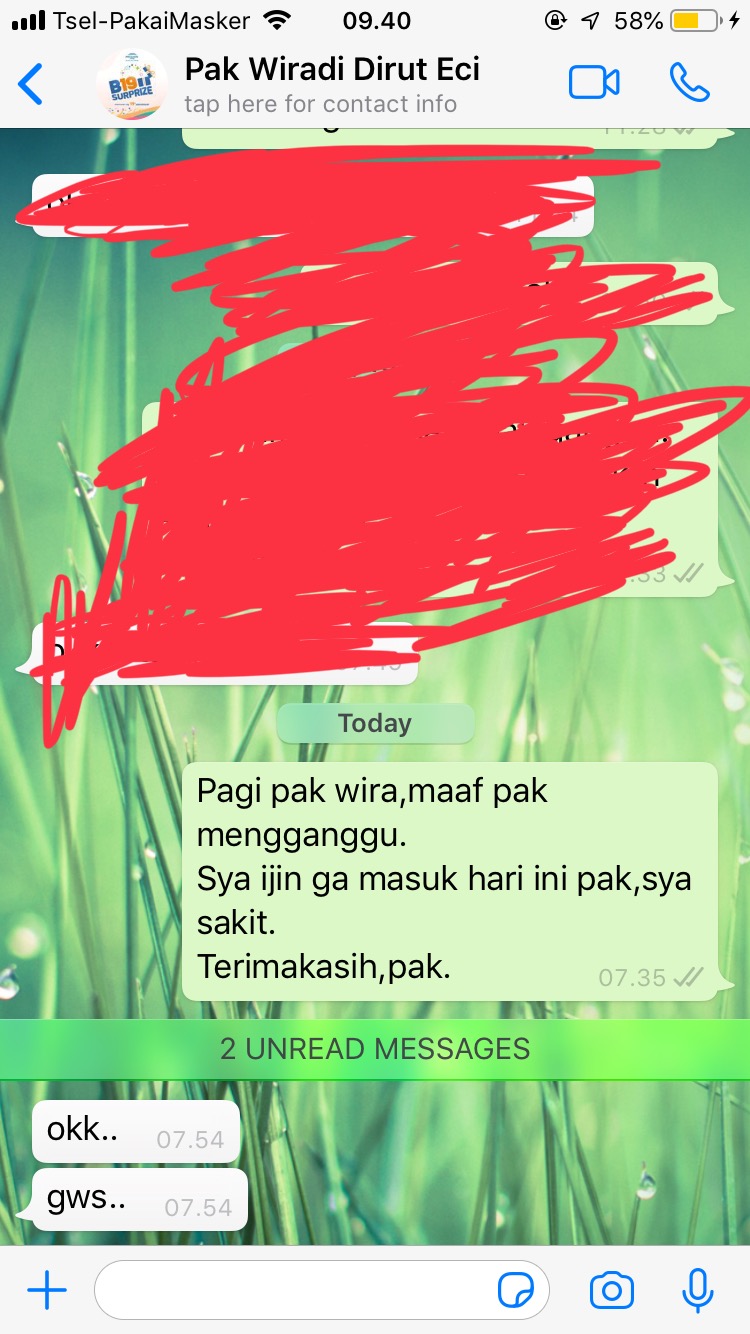 Tsel-PakaiMasker 09.40 58%
B19IT
SURPRIZE
Pak Wiradi Dirut Eci
tap here for contact info
Today
Pagi pak wira,maaf pak
mengganggu.
Sya ijin ga masuk hari ini pak,sya
sakit.
Terimakasih,pak.
07.35
2 UNREAD MESSAGES
okk.. 07.54
gws.. 07.54